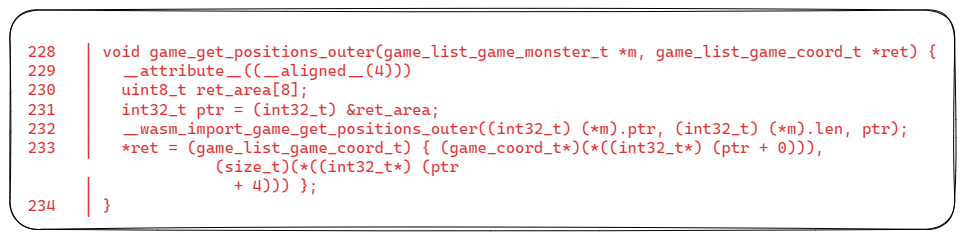 228 | void game_get_positions_outer(game_list_game_monster_t *m, game_list_game_coord_t *ret) {
229 |   __attribute__((__aligned__(4)))
230 |   uint8_t ret_area[8];
231 |   int32_t ptr = (int32_t) &ret_area;
232 |   __wasm_import_game_get_positions_outer((int32_t) (*m).ptr, (int32_t) (*m).len, ptr);
233 |   *ret = (game_list_game_coord_t) { (game_coord_t*)(*((int32_t*) (ptr + 0))),
(size_t)(*((int32_t*) (ptr
| + 4))) };
234 | }